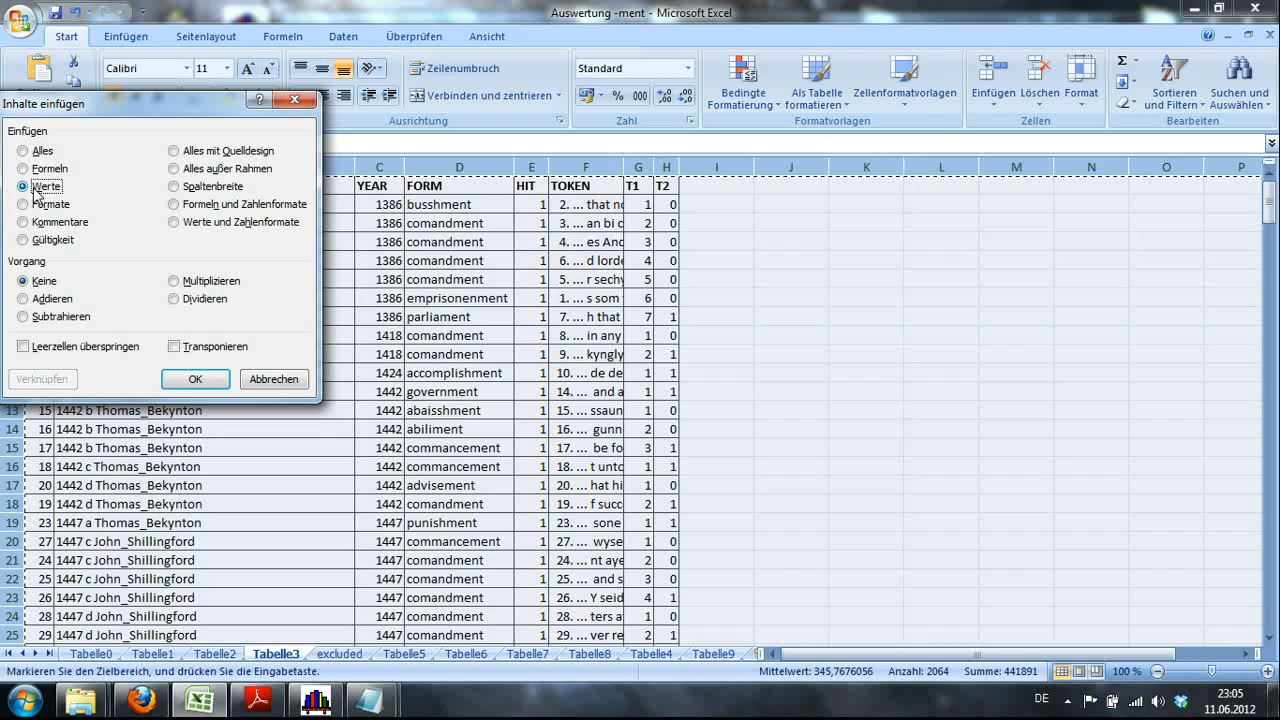 Auswertung -ment - Microsoft Excel
Start Einfügen Seitenlayout Formeln Daten Überprüfen Ansicht
Calibri 11 A A Zeilenumbruch Standard
Verbinden und zentrieren % 000
Bedingte Formatierung Als Tabelle formatieren Zellenformatvorlagen Einfügen Löschen Format Sortieren und Filtern Suchen und Auswählen
Ausrichtung Zahl Formatvorlagen Zellen Bearbeiten
Inhalte einfügen
Einfügen
Alles Alles mit Quelldesign
Formeln Alles außer Rahmen
Werte Spaltenbreite
Formate Formeln und Zahlenformate
Kommentare Werte und Zahlenformate
Gültigkeit
Vorgang
Keine Multiplizieren
Addieren Dividieren
Subtrahieren
Leerzellen überspringen Transponieren
Verknüpfen OK Abbrechen
C D E F G H I J K L M N O P
YEAR FORM HIT TOKEN T1 T2
1386 busshment 1 2. ... that no 1 0
1386 comandment 1 3. ... an bi c 2 0
1386 comandment 1 4. ... es And 3 0
1386 comandment 1 6. ... d lorde 4 0
1386 comandment 1 5. ... r sechy 5 0
1386 emprisonenment 1 1. ... s som 6 0
1386 parliament 1 7. ... h that 7 1
1418 comandment 1 8. ... in any 1 0
1418 comandment 1 9. ... kyngly 2 1
1424 accomplishment 1 10. ... de de 1 1
1442 government 1 14. ... and a 1 1
13 15 1442 b Thomas_Bekynton 1442 abaisshment 1 15. ... ssaun 1 0
14 16 1442 b Thomas_Bekynton 1442 abiliment 1 16. ... gunn 2 0
15 17 1442 b Thomas_Bekynton 1442 commancement 1 17. ... be fo 3 1
16 18 1442 c Thomas_Bekynton 1442 commancement 1 18. ... t unto 1 1
17 20 1442 d Thomas_Bekynton 1442 advisement 1 20. ... hat hi 1 0
18 19 1442 d Thomas_Bekynton 1442 comandment 1 19. ... f succ 2 1
19 23 1447 a Thomas_Bekynton 1447 punishment 1 23. ... sone 1 1
20 27 1447 c John_Shillingford 1447 commancement 1 27. ... wyse 1 0
21 24 1447 c John_Shillingford 1447 comandment 1 24. ... nt aye 2 0
22 25 1447 c John_Shillingford 1447 comandment 1 25. ... and s 3 0
23 26 1447 c John_Shillingford 1447 comandment 1 26. ... Y seid 4 1
24 28 1447 d John_Shillingford 1447 comandment 1 28. ... ters a 1 0
25 29 1447 d John_Shillingford 1447 comandment 1 29. ... ver re 2 1
Tabelle0 Tabelle1 Tabelle2 Tabelle3 excluded Tabelle5 Tabelle6 Tabelle7 Tabelle8 Tabelle4 Tabelle9
Markieren Sie den Zielbereich, und drücken Sie die Eingabetaste. Mittelwert: 345,7676056 Anzahl: 2064 Summe: 441891 100 %
DE 23:05
11.06.2012